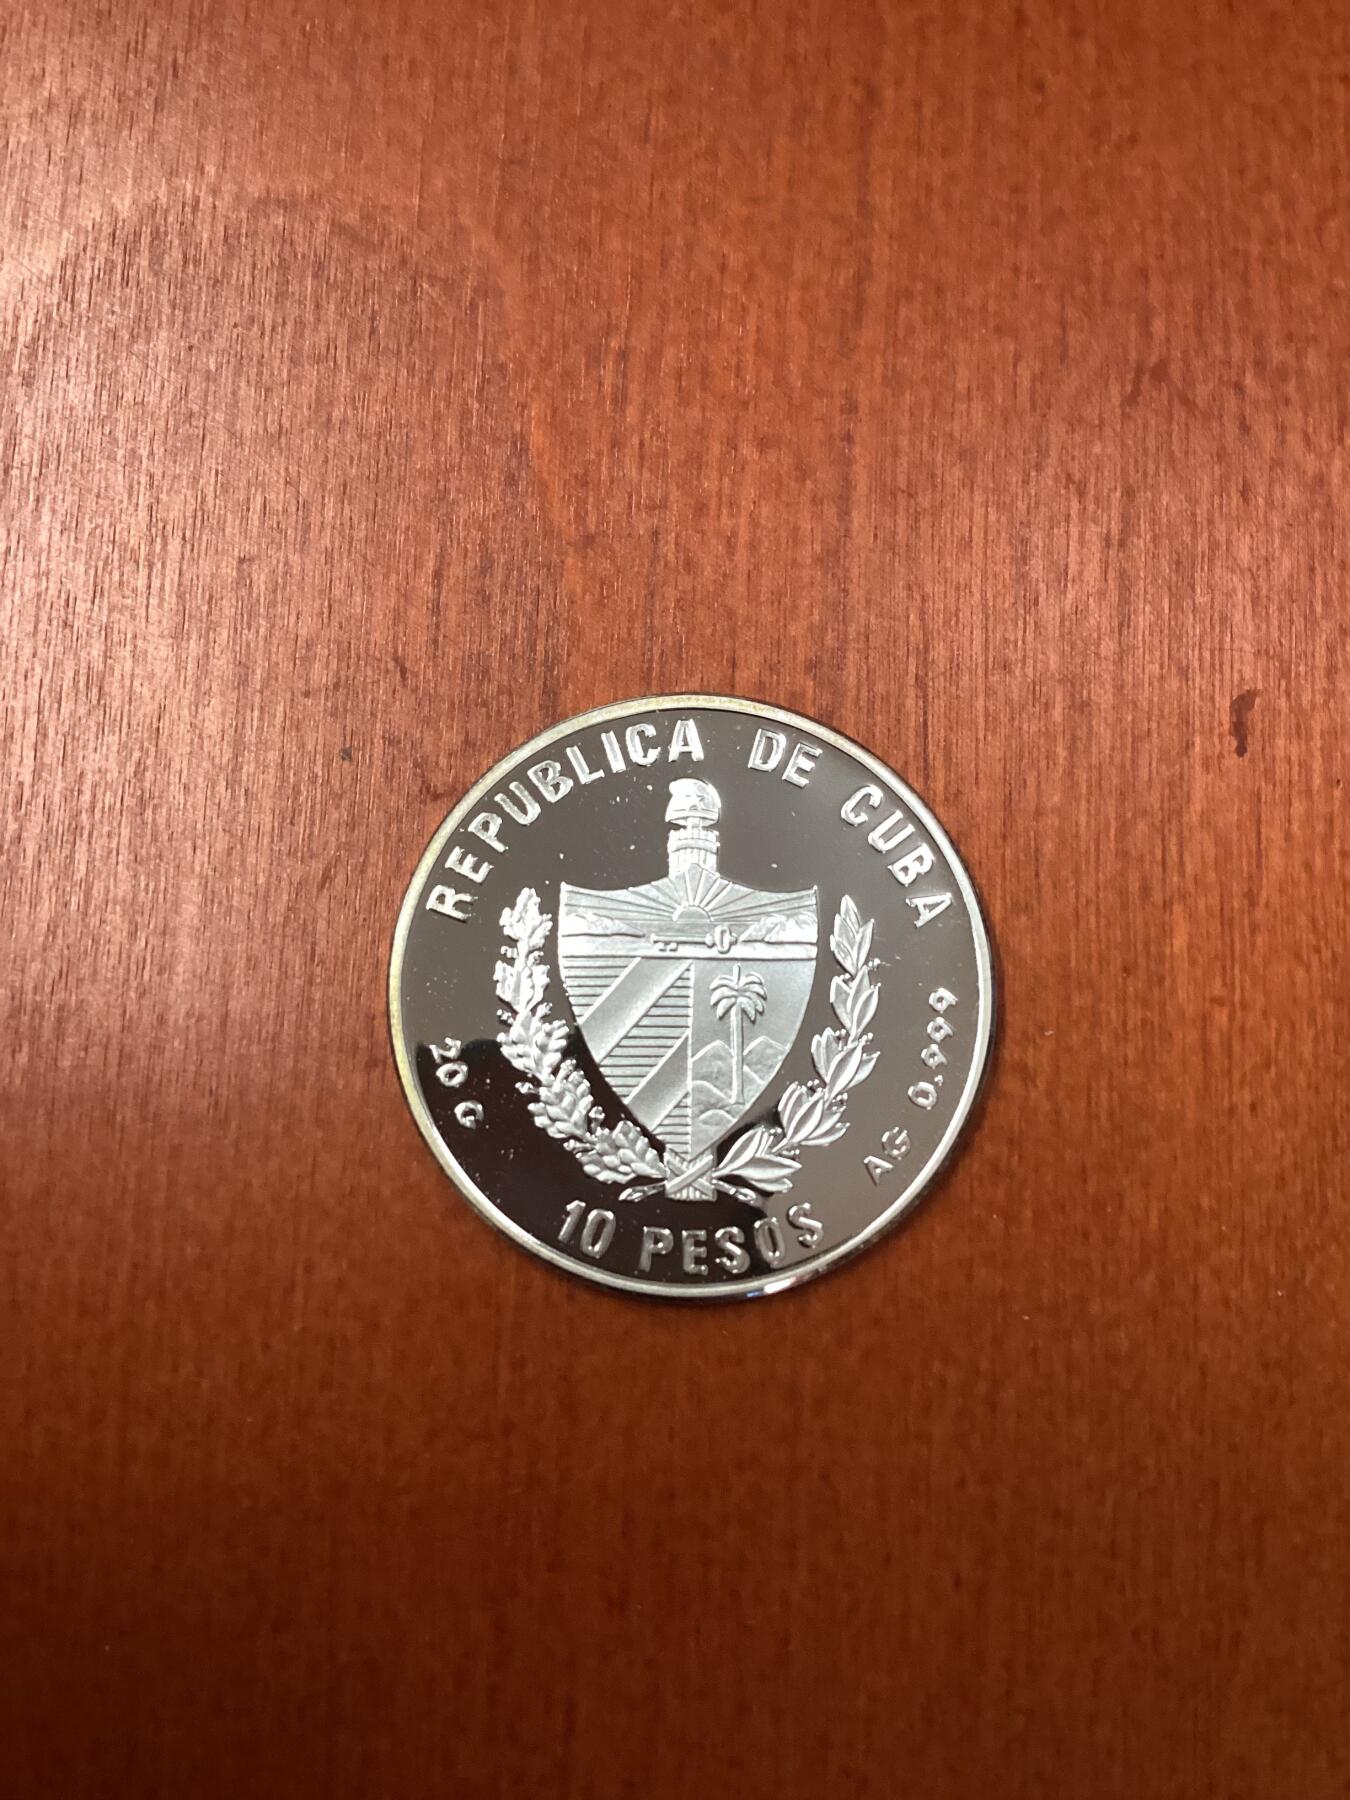 REPUBLICA DE CUBA
20 G
AG 0.999
10 PESOS